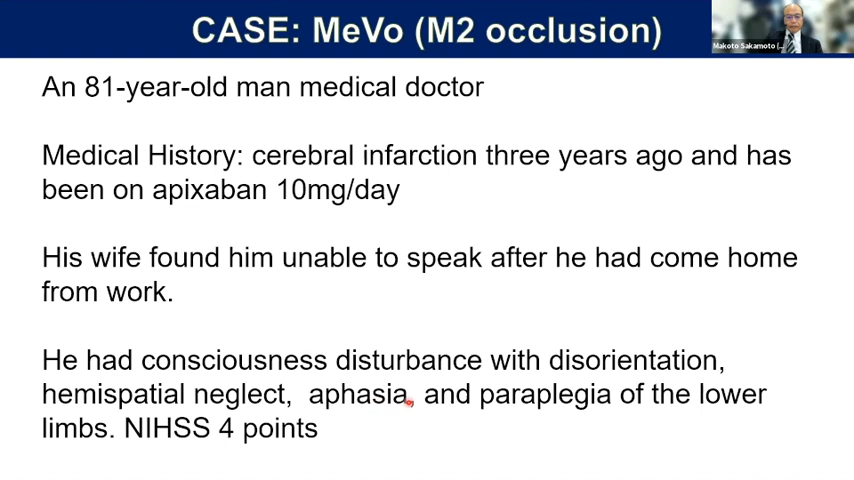 CASE: MeVo (M2 occlusion)
Makoto Sakamoto (...
An 81-year-old man medical doctor
Medical History: cerebral infarction three years ago and has
been on apixaban 10mg/day
His wife found him unable to speak after he had come home
from work.
He had consciousness disturbance with disorientation,
hemispatial neglect,  aphasia, and paraplegia of the lower
limbs. NIHSS 4 points